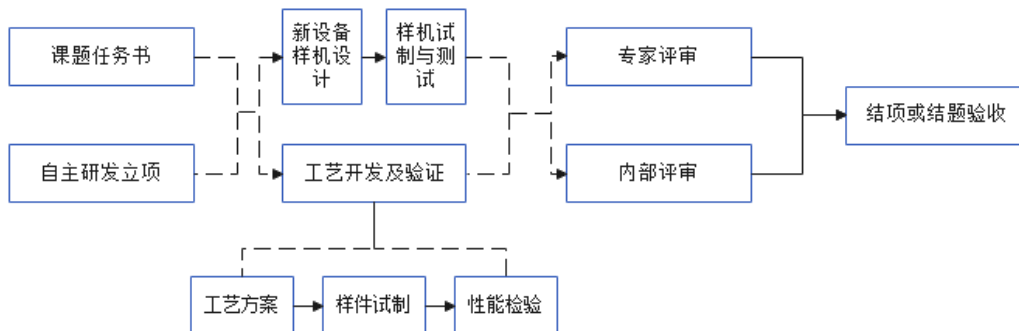 课题任务书
新设备
样机设
计
样机试
制与测
试
专家评审
结项或结题验收
自主研发立项
工艺开发及验证
内部评审
工艺方案
样件试制
性能检验